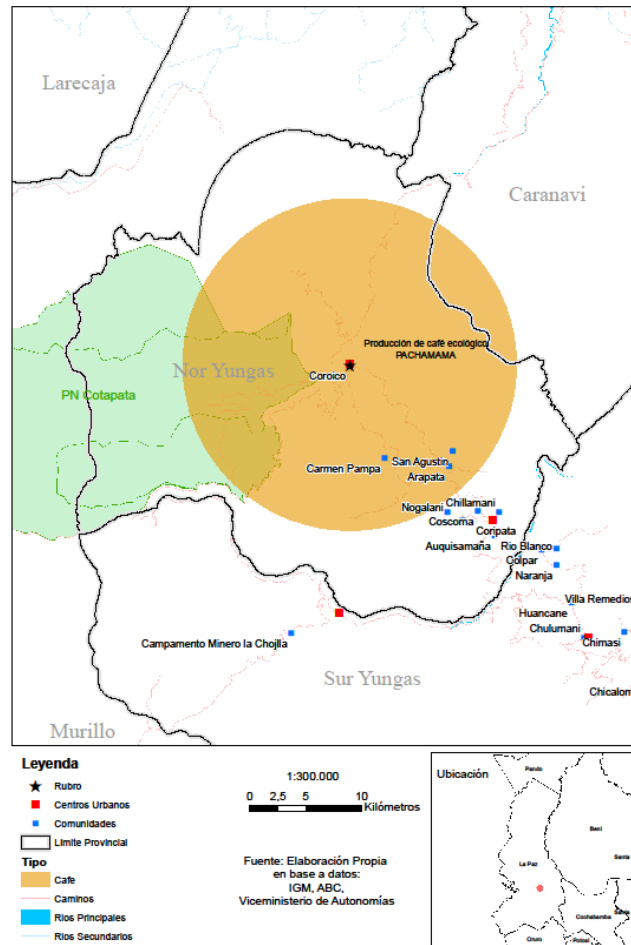 Larecaja
Caranavi
Producción de café ecológico
PACHAMAMA
Nor Yungas
Coroico
PN Cotapata
Carmen Pampa
San Agustin
Arapata
Nogalani
Chillamani
Coscoma
Coripata
Auquisamaña
Rio Blanco
Colpar
Naranja
Villa Remedios
Huancane
Chulumani
Chimasi
Campamento Minero la Chojlla
Sur Yungas
Chicalom
Murillo
Leyenda
Rubro
Centros Urbanos
Comunidades
Limite Provincial
Tipo
Cafe
Caminos
Rios Principales
Rios Secundarios
1:300.000
0 2,5 5 10
Kilómetros
Fuente: Elaboración Propia
en base a datos:
IGM, ABC,
Viceministerio de Autonomías
Ubicación
Pando
Beni
La Paz
Santa
Cochabamba
Santa
Oruro
Potosi